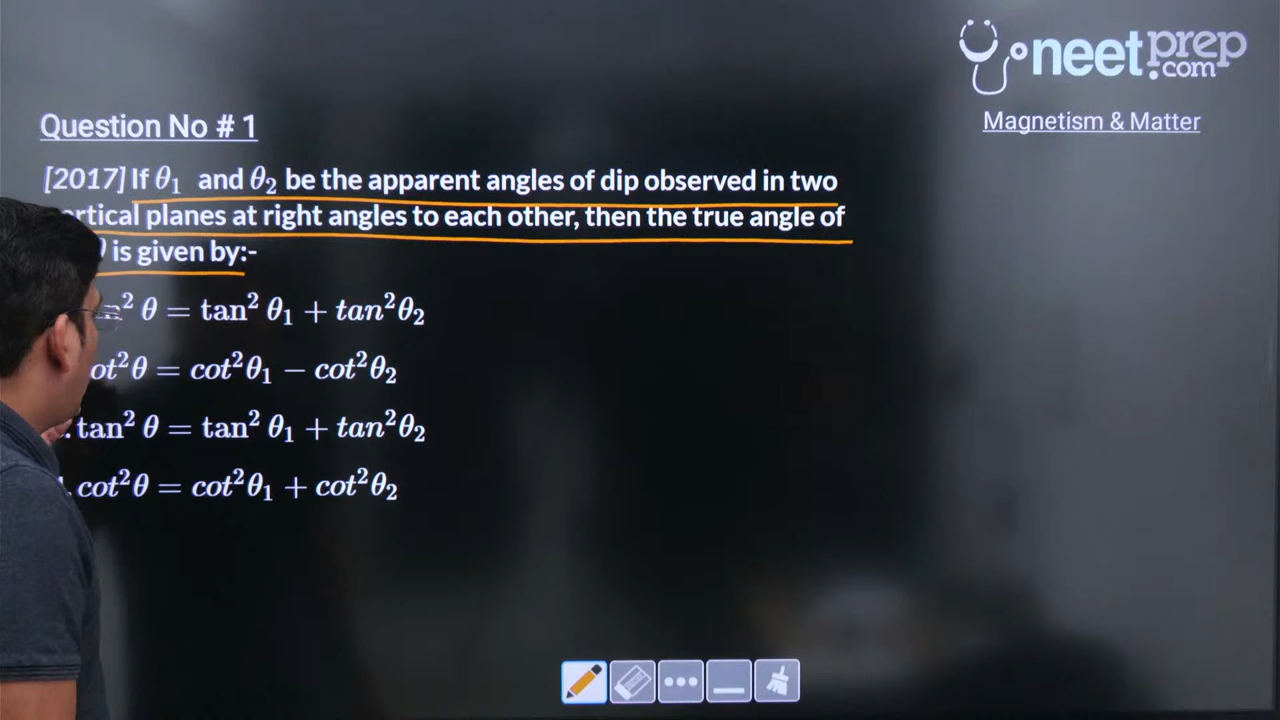 neetprep.com
Magnetism & Matter
Question No # 1
[2017] If θ₁ and θ₂ be the apparent angles of dip observed in two
planes at right angles to each other, then the true angle of
is given by:-
² θ = tan² θ₁ + tan²θ₂
ot²θ = cot²θ₁ − cot²θ₂
. tan² θ = tan² θ₁ + tan²θ₂
. cot²θ = cot²θ₁ + cot²θ₂